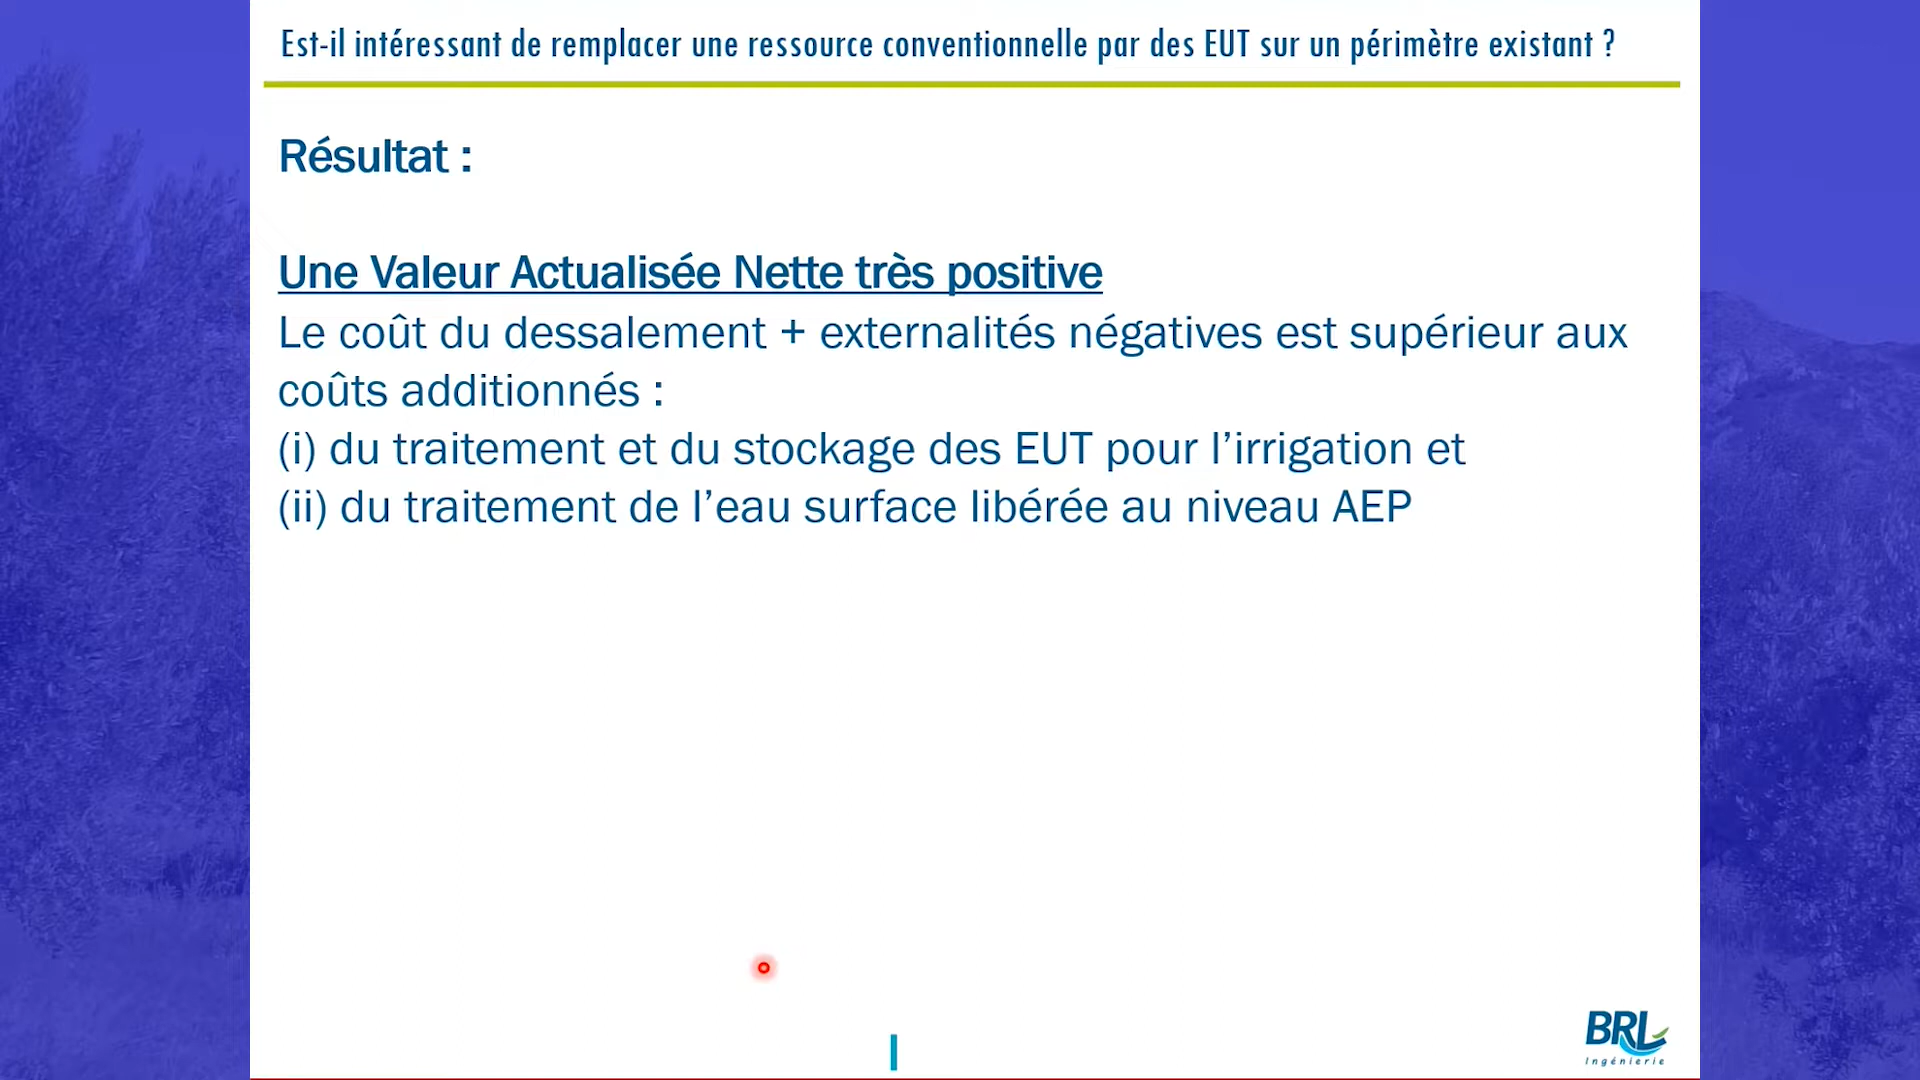 Est-il intéressant de remplacer une ressource conventionnelle par des EUT sur un périmètre existant ?
Résultat :
Une Valeur Actualisée Nette très positive
Le coût du dessalement + externalités négatives est supérieur aux
coûts additionnés :
(i) du traitement et du stockage des EUT pour l’irrigation et
(ii) du traitement de l’eau surface libérée au niveau AEP
BRL
Ingénierie